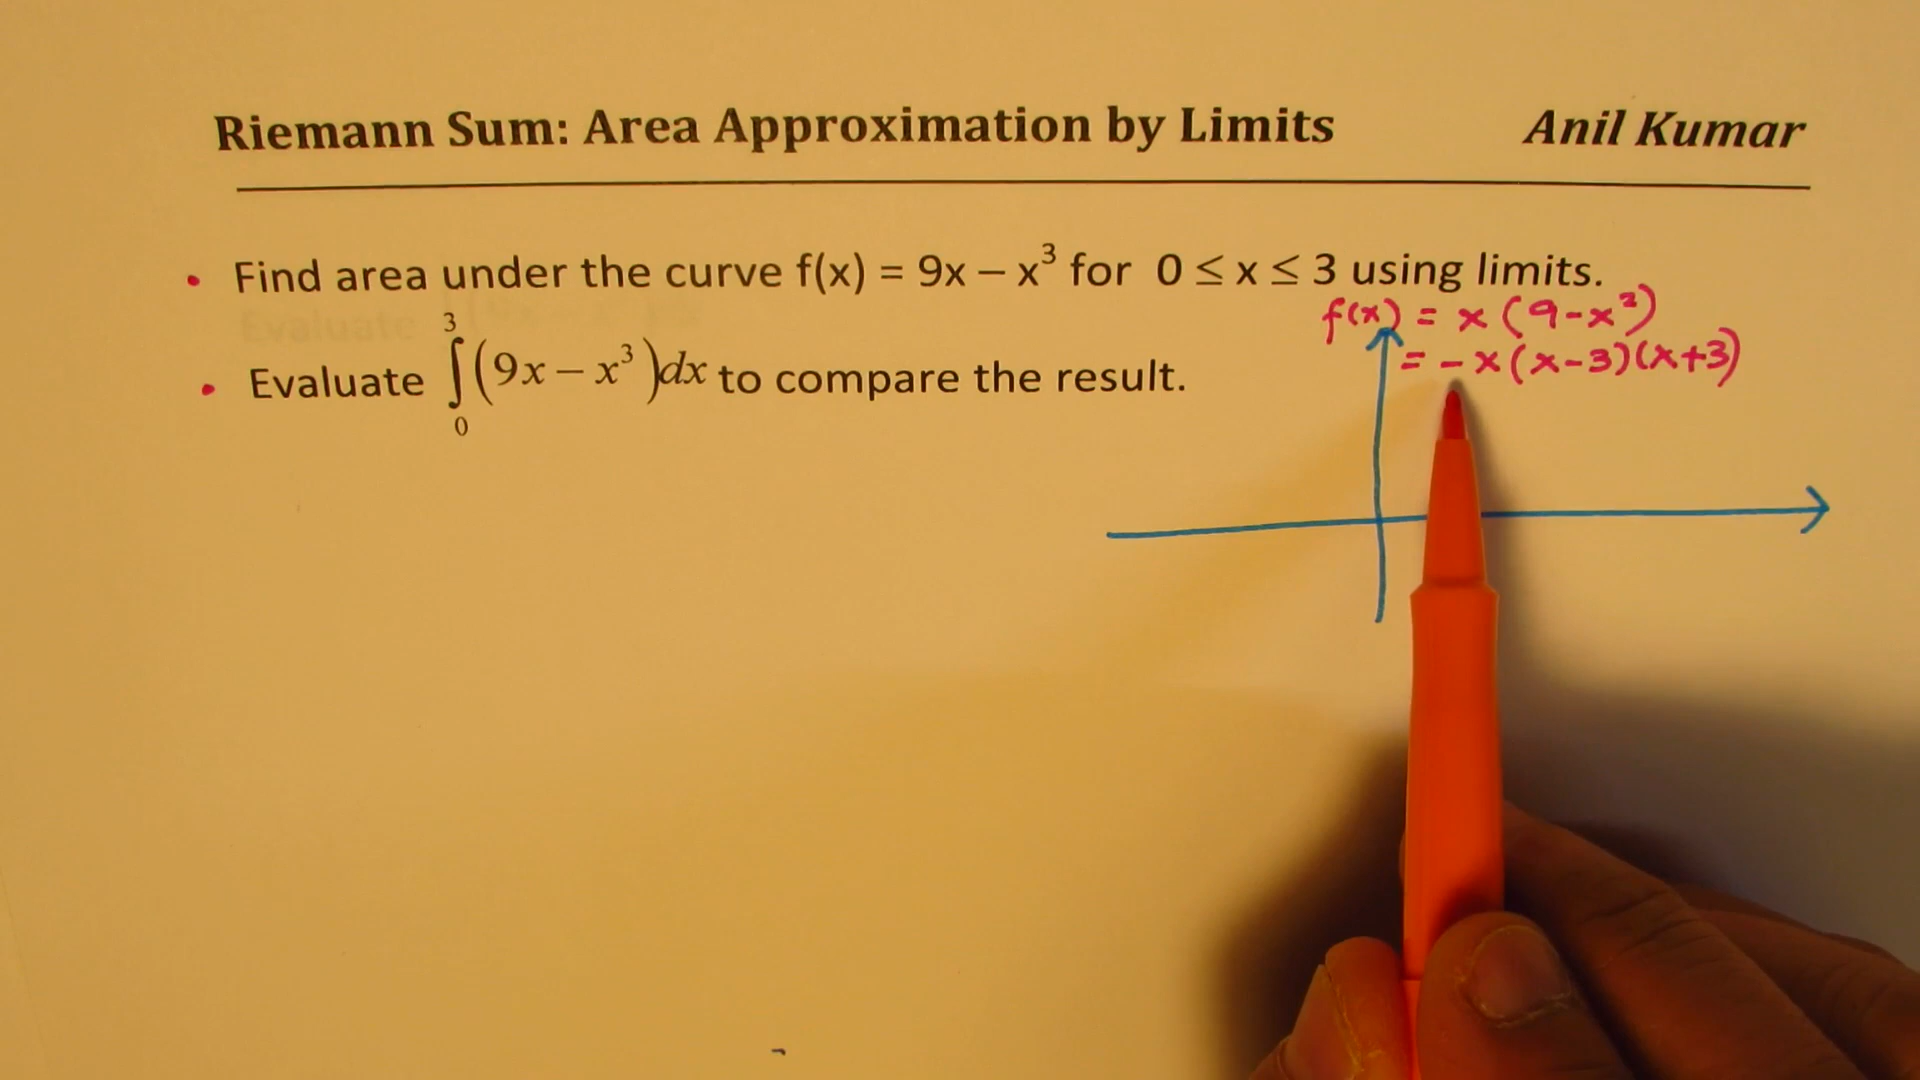 Riemann Sum: Area Approximation by Limits Anil Kumar
• Find area under the curve f(x) = 9x – x³ for 0 ≤ x ≤ 3 using limits.
f(x) = x(9-x²)
= -x(x-3)(x+3)
• Evaluate ∫₀³(9x – x³)dx to compare the result.